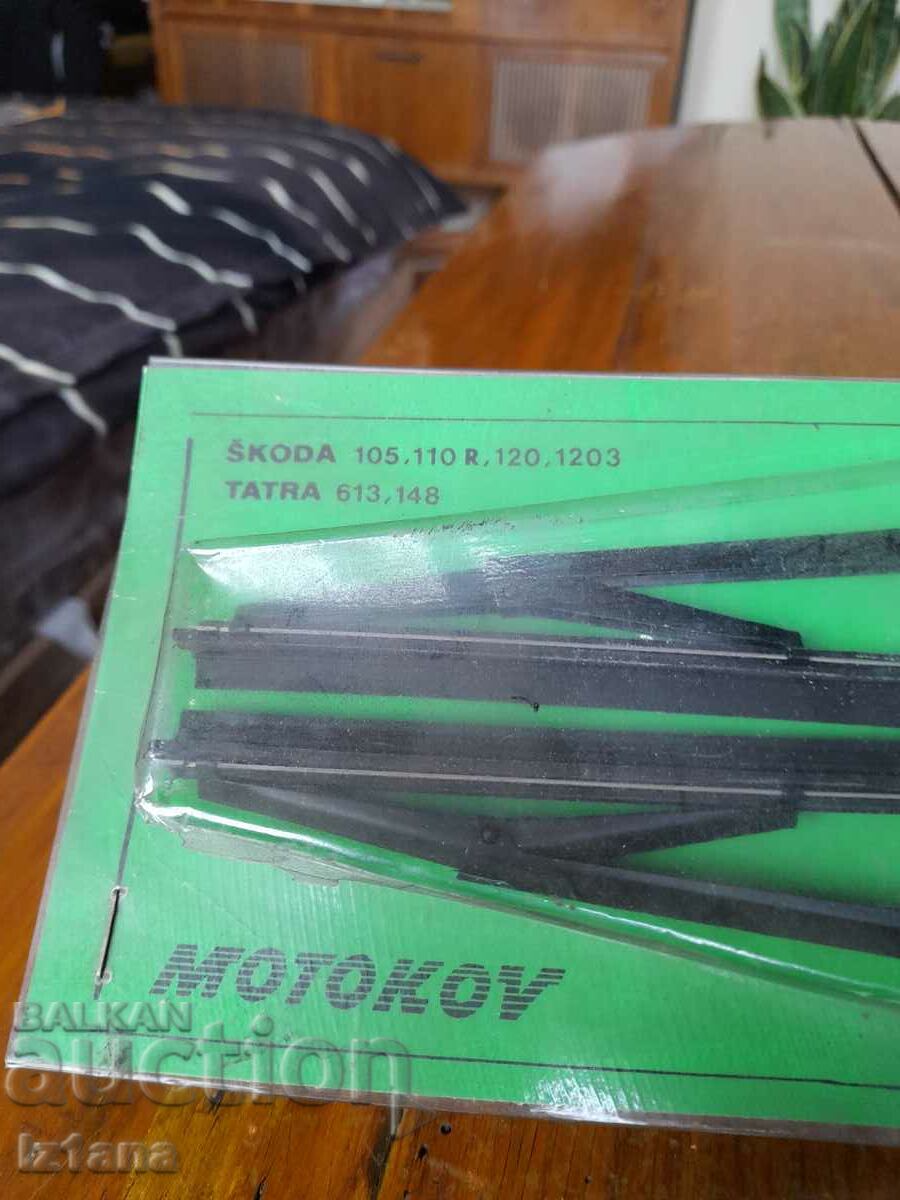 ŠKODA 105,110 R,120,1203
TATRA 613,148
MOTOKOV
BALKAN
auction
iz1ana